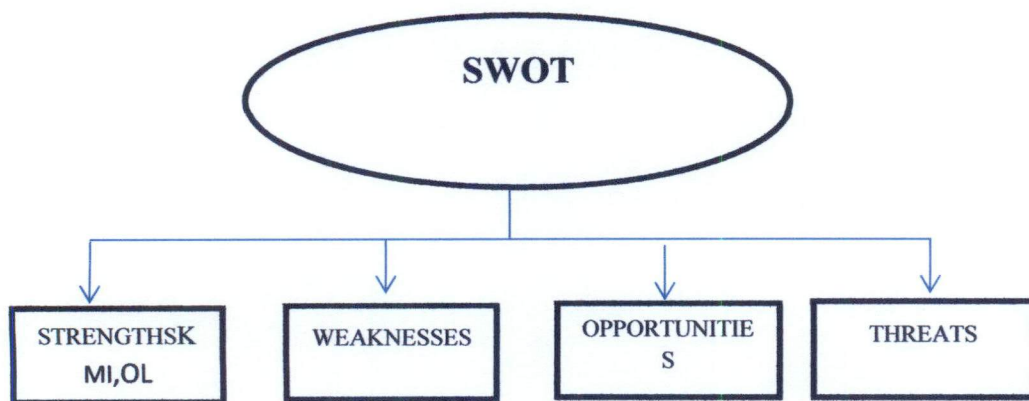 SWOT
STRENGTHSK
MI,OL
WEAKNESSES
OPPORTUNITIE
S
THREATS